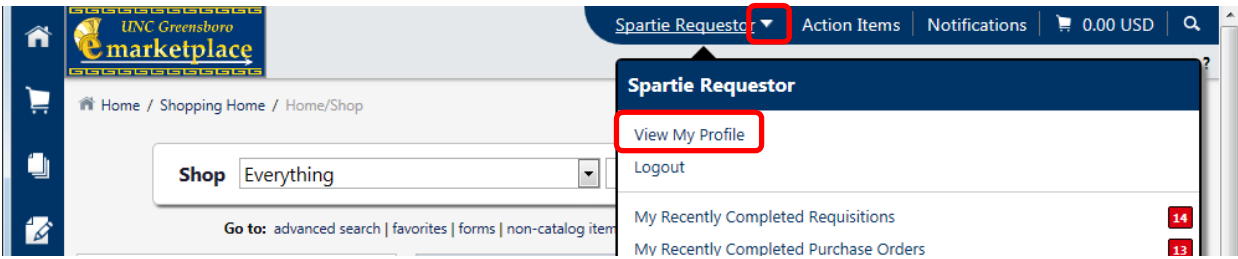 UNC Greensboro
e marketplace
Spartie Requestor Action Items Notifications 0.00 USD
?
Spartie Requestor
Home / Shopping Home / Home/Shop
View My Profile
Logout
Shop Everything
My Recently Completed Requisitions 14
Go to: advanced search | favorites | forms | non-catalog item
My Recently Completed Purchase Orders 13